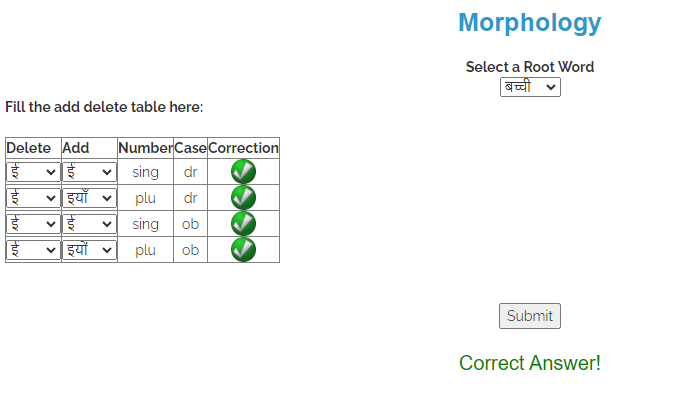 Morphology
Select a Root Word
बच्ची
Fill the add delete table here:
Delete Add Number Case Correction
ई ई sing dr
ई इयाँ plu dr
ई ई sing ob
ई इयों plu ob
Submit
Correct Answer!